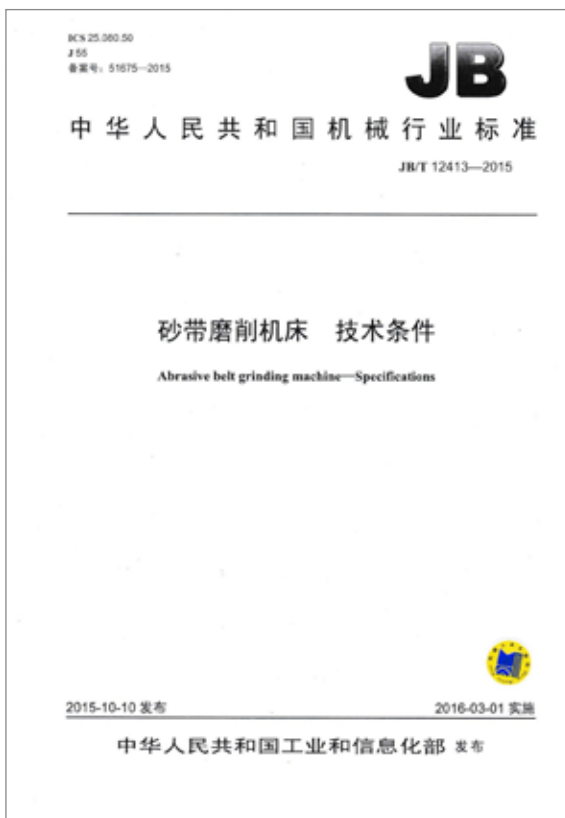 ICS 25.080.50
J 55
备案号：51675—2015
JB
中华人民共和国机械行业标准
JB/T 12413—2015
砂带磨削机床　技术条件
Abrasive belt grinding machine—Specifications
2015-10-10 发布
2016-03-01 实施
中华人民共和国工业和信息化部 发布